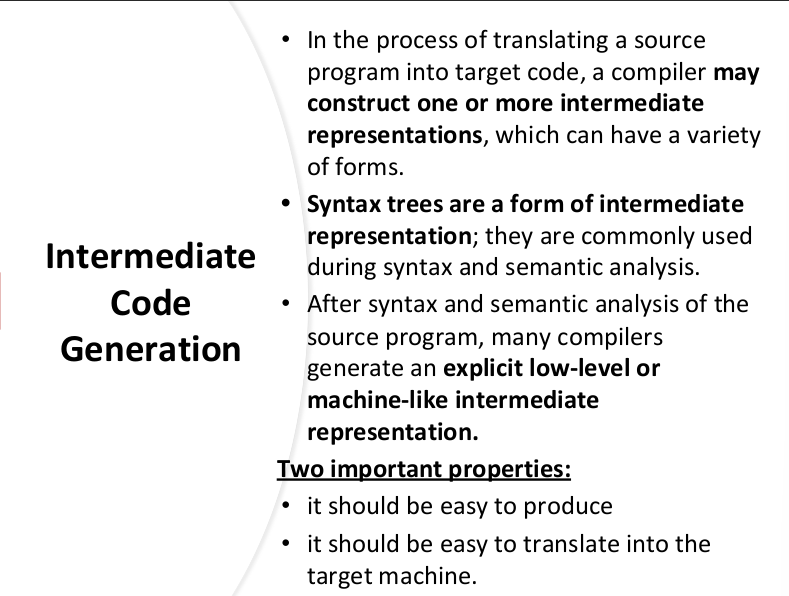 Intermediate
Code
Generation
• In the process of translating a source
program into target code, a compiler may
construct one or more intermediate
representations, which can have a variety
of forms.
• Syntax trees are a form of intermediate
representation; they are commonly used
during syntax and semantic analysis.
• After syntax and semantic analysis of the
source program, many compilers
generate an explicit low-level or
machine-like intermediate
representation.
Two important properties:
• it should be easy to produce
• it should be easy to translate into the
target machine.